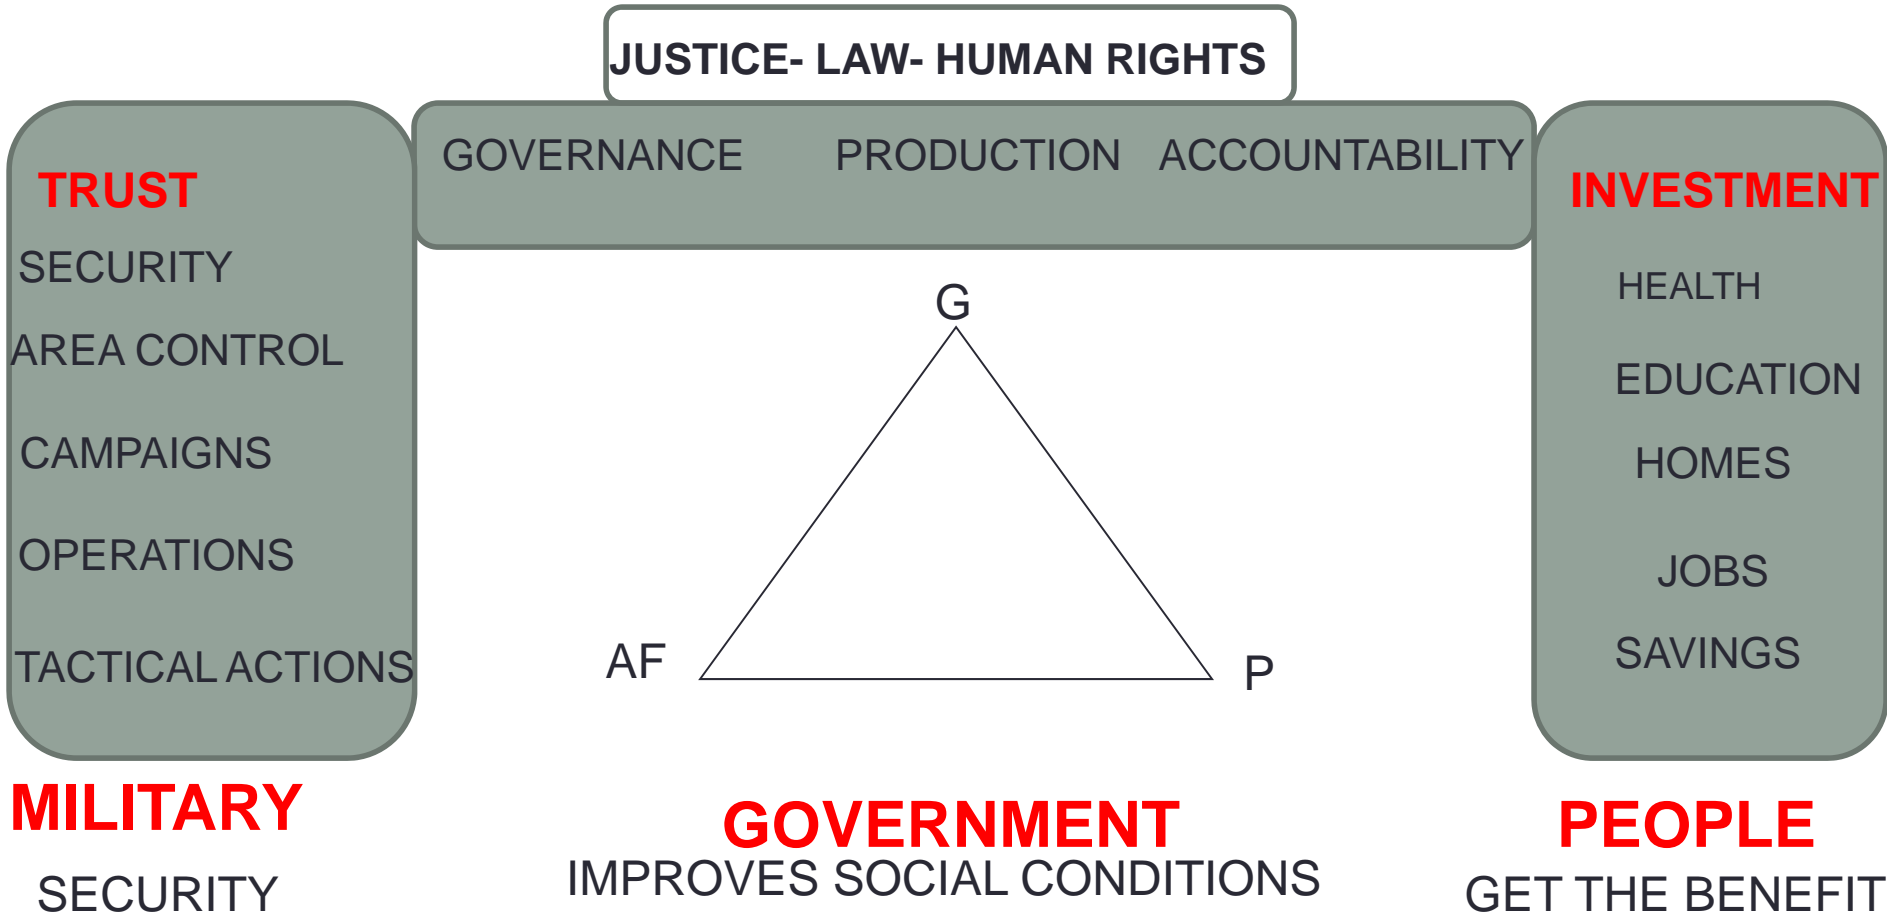 JUSTICE- LAW- HUMAN RIGHTS
GOVERNANCE PRODUCTION ACCOUNTABILITY
TRUST
SECURITY
AREA CONTROL
CAMPAIGNS
OPERATIONS
TACTICAL ACTIONS
G
AF
P
INVESTMENT
HEALTH
EDUCATION
HOMES
JOBS
SAVINGS
MILITARY
SECURITY
GOVERNMENT
IMPROVES SOCIAL CONDITIONS
PEOPLE
GET THE BENEFIT